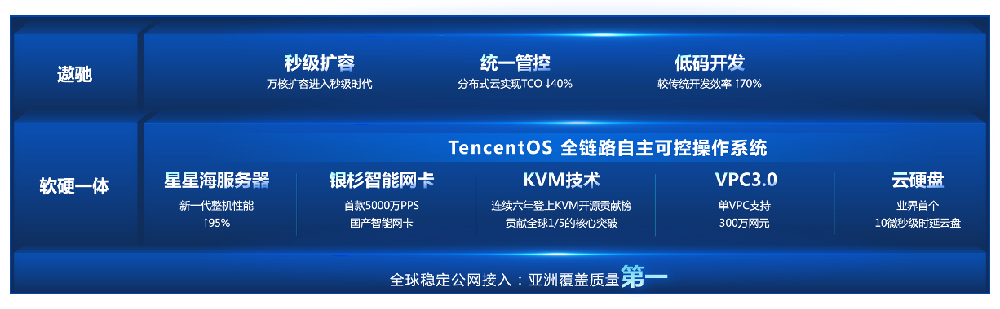 遨驰
秒级扩容
万核扩容进入秒级时代
统一管控
分布式云实现TCO ↓40%
低码开发
较传统开发效率 ↑70%
软硬一体
TencentOS 全链路自主可控操作系统
星星海服务器
新一代整机性能
↑95%
银杉智能网卡
首款5000万PPS
国产智能网卡
KVM技术
连续六年登上KVM开源贡献榜
贡献全球1/5的核心突破
VPC3.0
单VPC支持
300万网元
云硬盘
业界首个
10微秒级时延云盘
全球稳定公网接入：亚洲覆盖质量第一